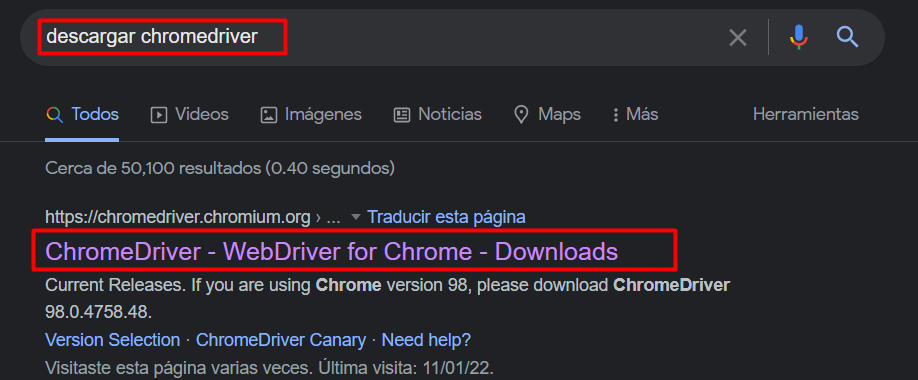 descargar chromedriver
Todos Videos Imágenes Noticias Maps Más Herramientas
Cerca de 50,100 resultados (0.40 segundos)
https://chromedriver.chromium.org › ... Traducir esta página
ChromeDriver - WebDriver for Chrome - Downloads
Current Releases. If you are using Chrome version 98, please download ChromeDriver
98.0.4758.48.
Version Selection · ChromeDriver Canary · Need help?
Visitaste esta página varias veces. Última visita: 11/01/22.